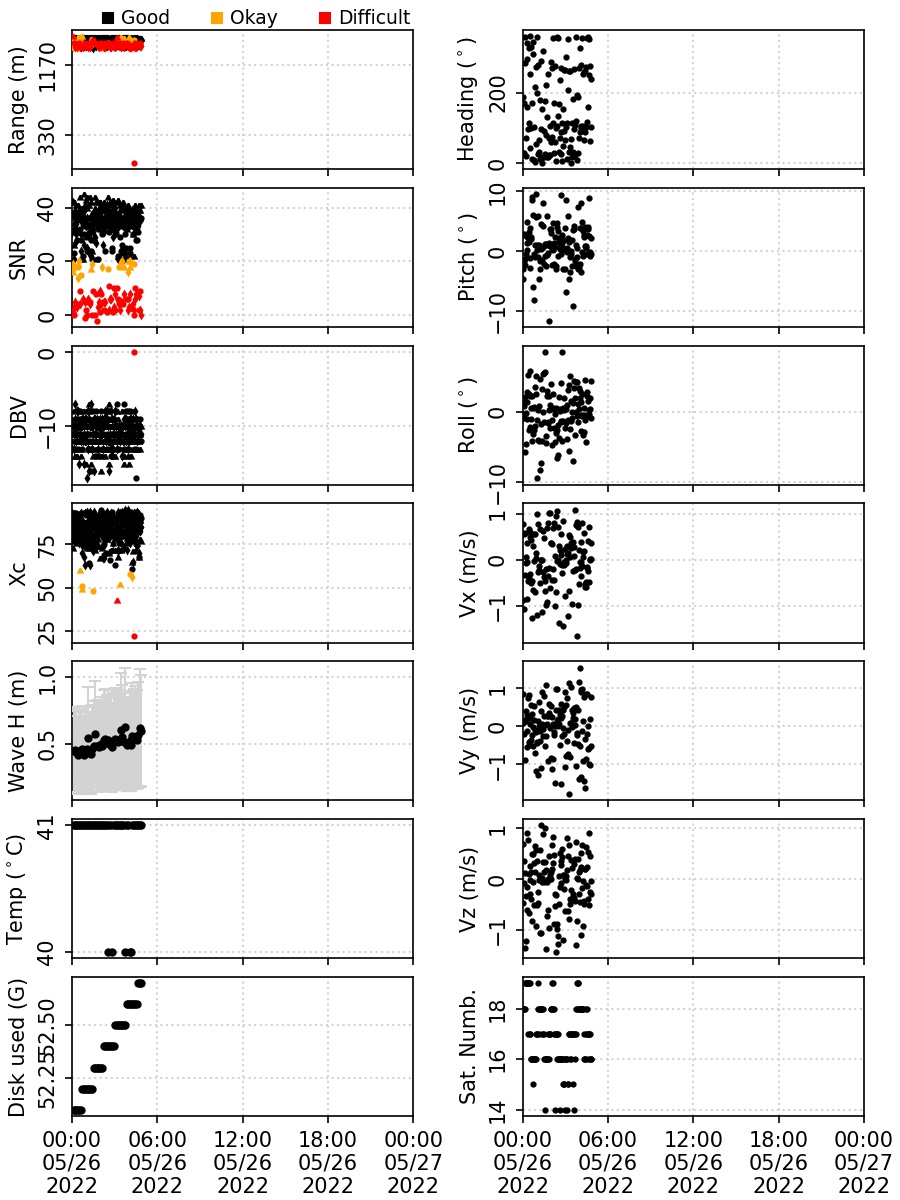 Good Okay Difficult
Range (m)
1170
330
Heading (°)
200
0
SNR
40
20
0
Pitch (°)
10
0
−10
DBV
0
−10
Roll (°)
0
−10
Xc
75
50
25
Vx (m/s)
1
0
−1
Wave H (m)
1.0
0.5
Vy (m/s)
1
0
−1
Temp (°C)
41
40
Vz (m/s)
1
0
−1
Disk used (G)
52.50
52.25
Sat. Numb.
18
16
14
00:00 06:00 12:00 18:00 00:00
05/26 05/26 05/26 05/26 05/27
2022 2022 2022 2022 2022
00:00 06:00 12:00 18:00 00:00
05/26 05/26 05/26 05/26 05/27
2022 2022 2022 2022 2022